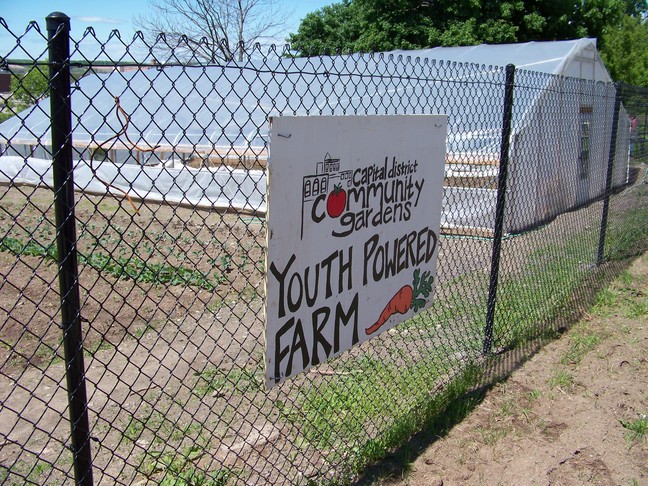 capital district
community
gardens
YOUTH POWERED
FARM